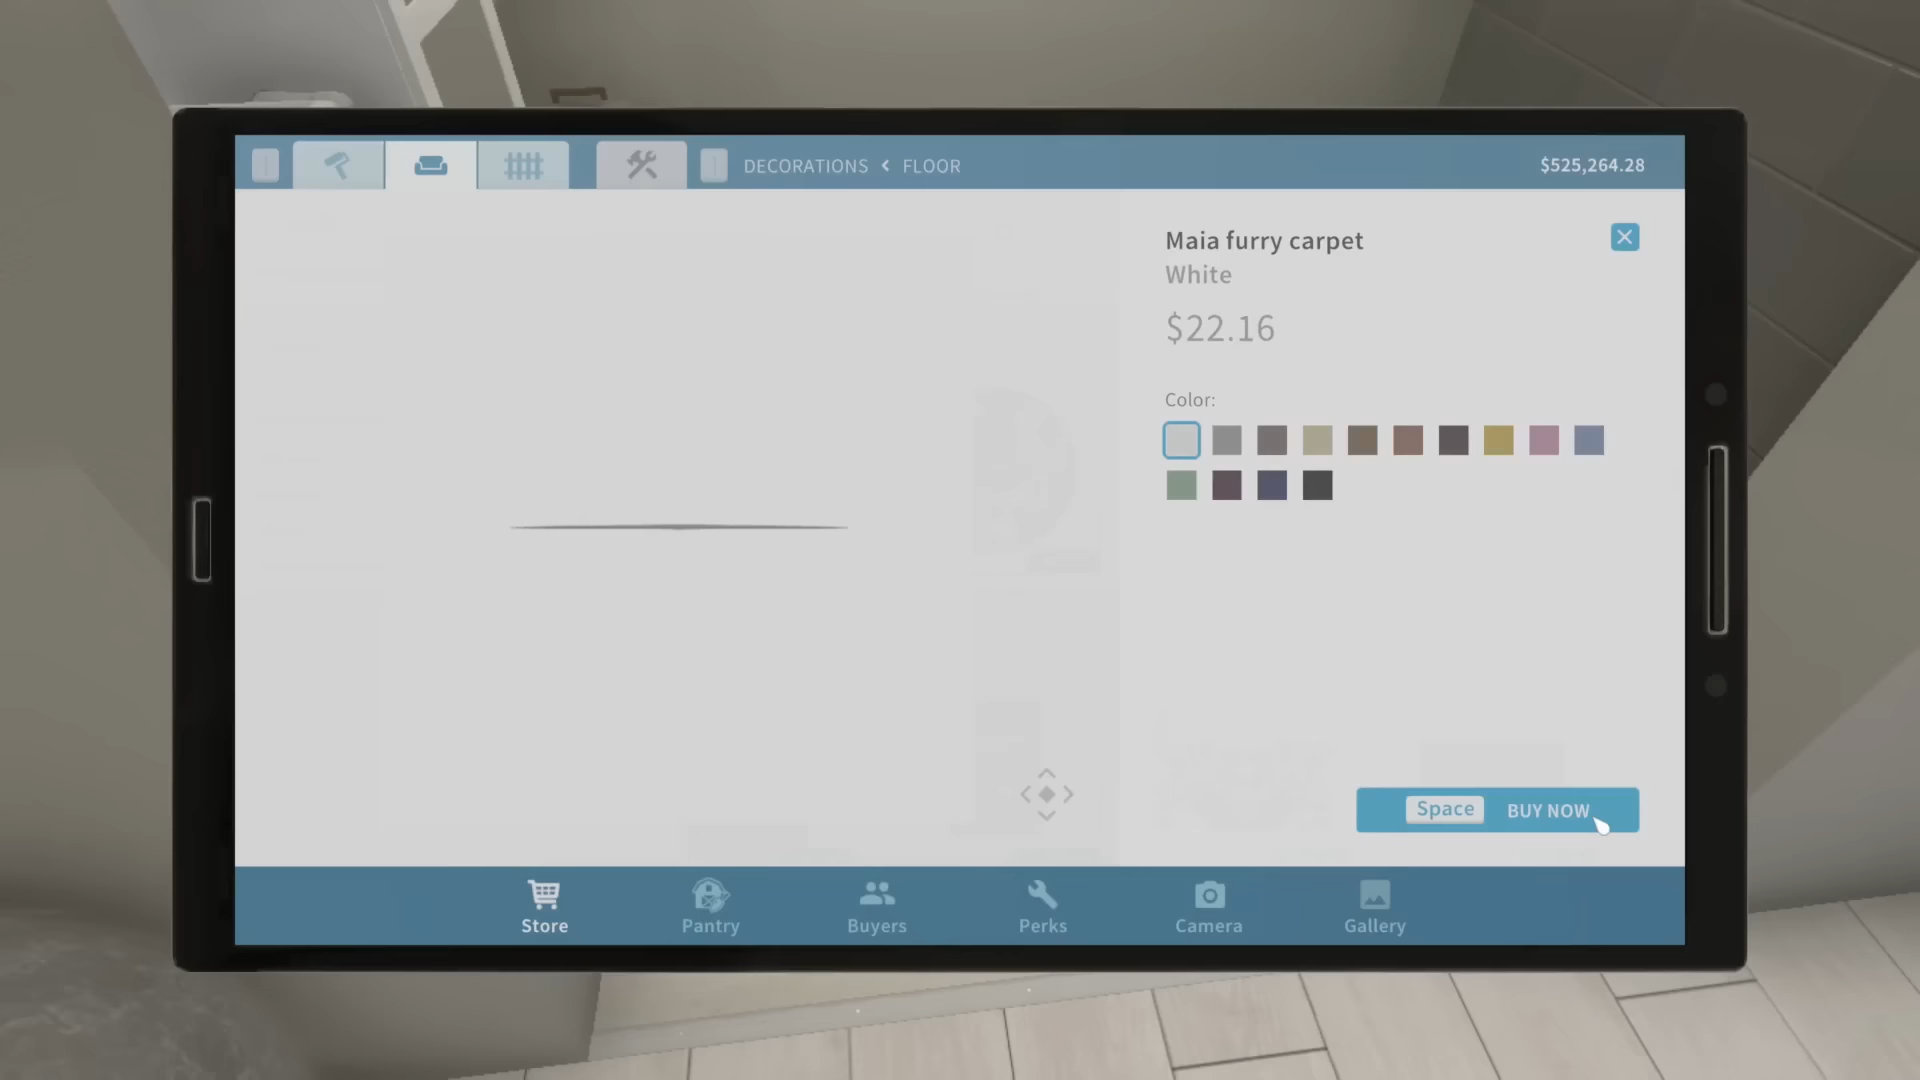 DECORATIONS < FLOOR
$525,264.28
Maia furry carpet
White
$22.16
Color:
Space BUY NOW
Store
Pantry
Buyers
Perks
Camera
Gallery